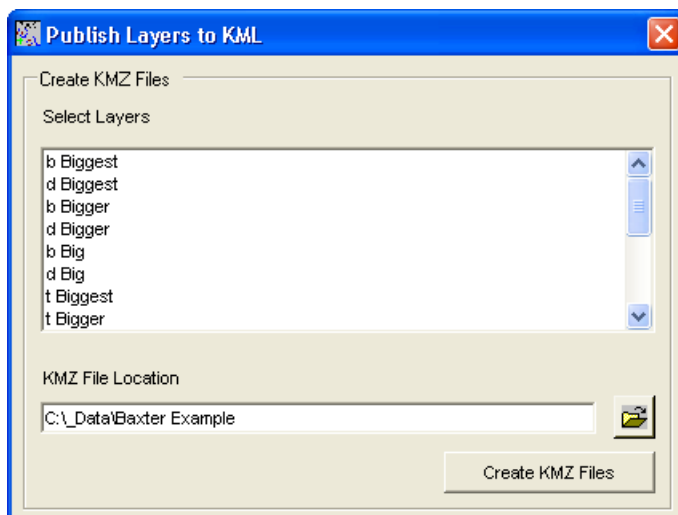 Publish Layers to KML
Create KMZ Files
Select Layers
b Biggest
d Biggest
b Bigger
d Bigger
b Big
d Big
t Biggest
t Bigger
KMZ File Location
C:\_Data\Baxter Example
Create KMZ Files